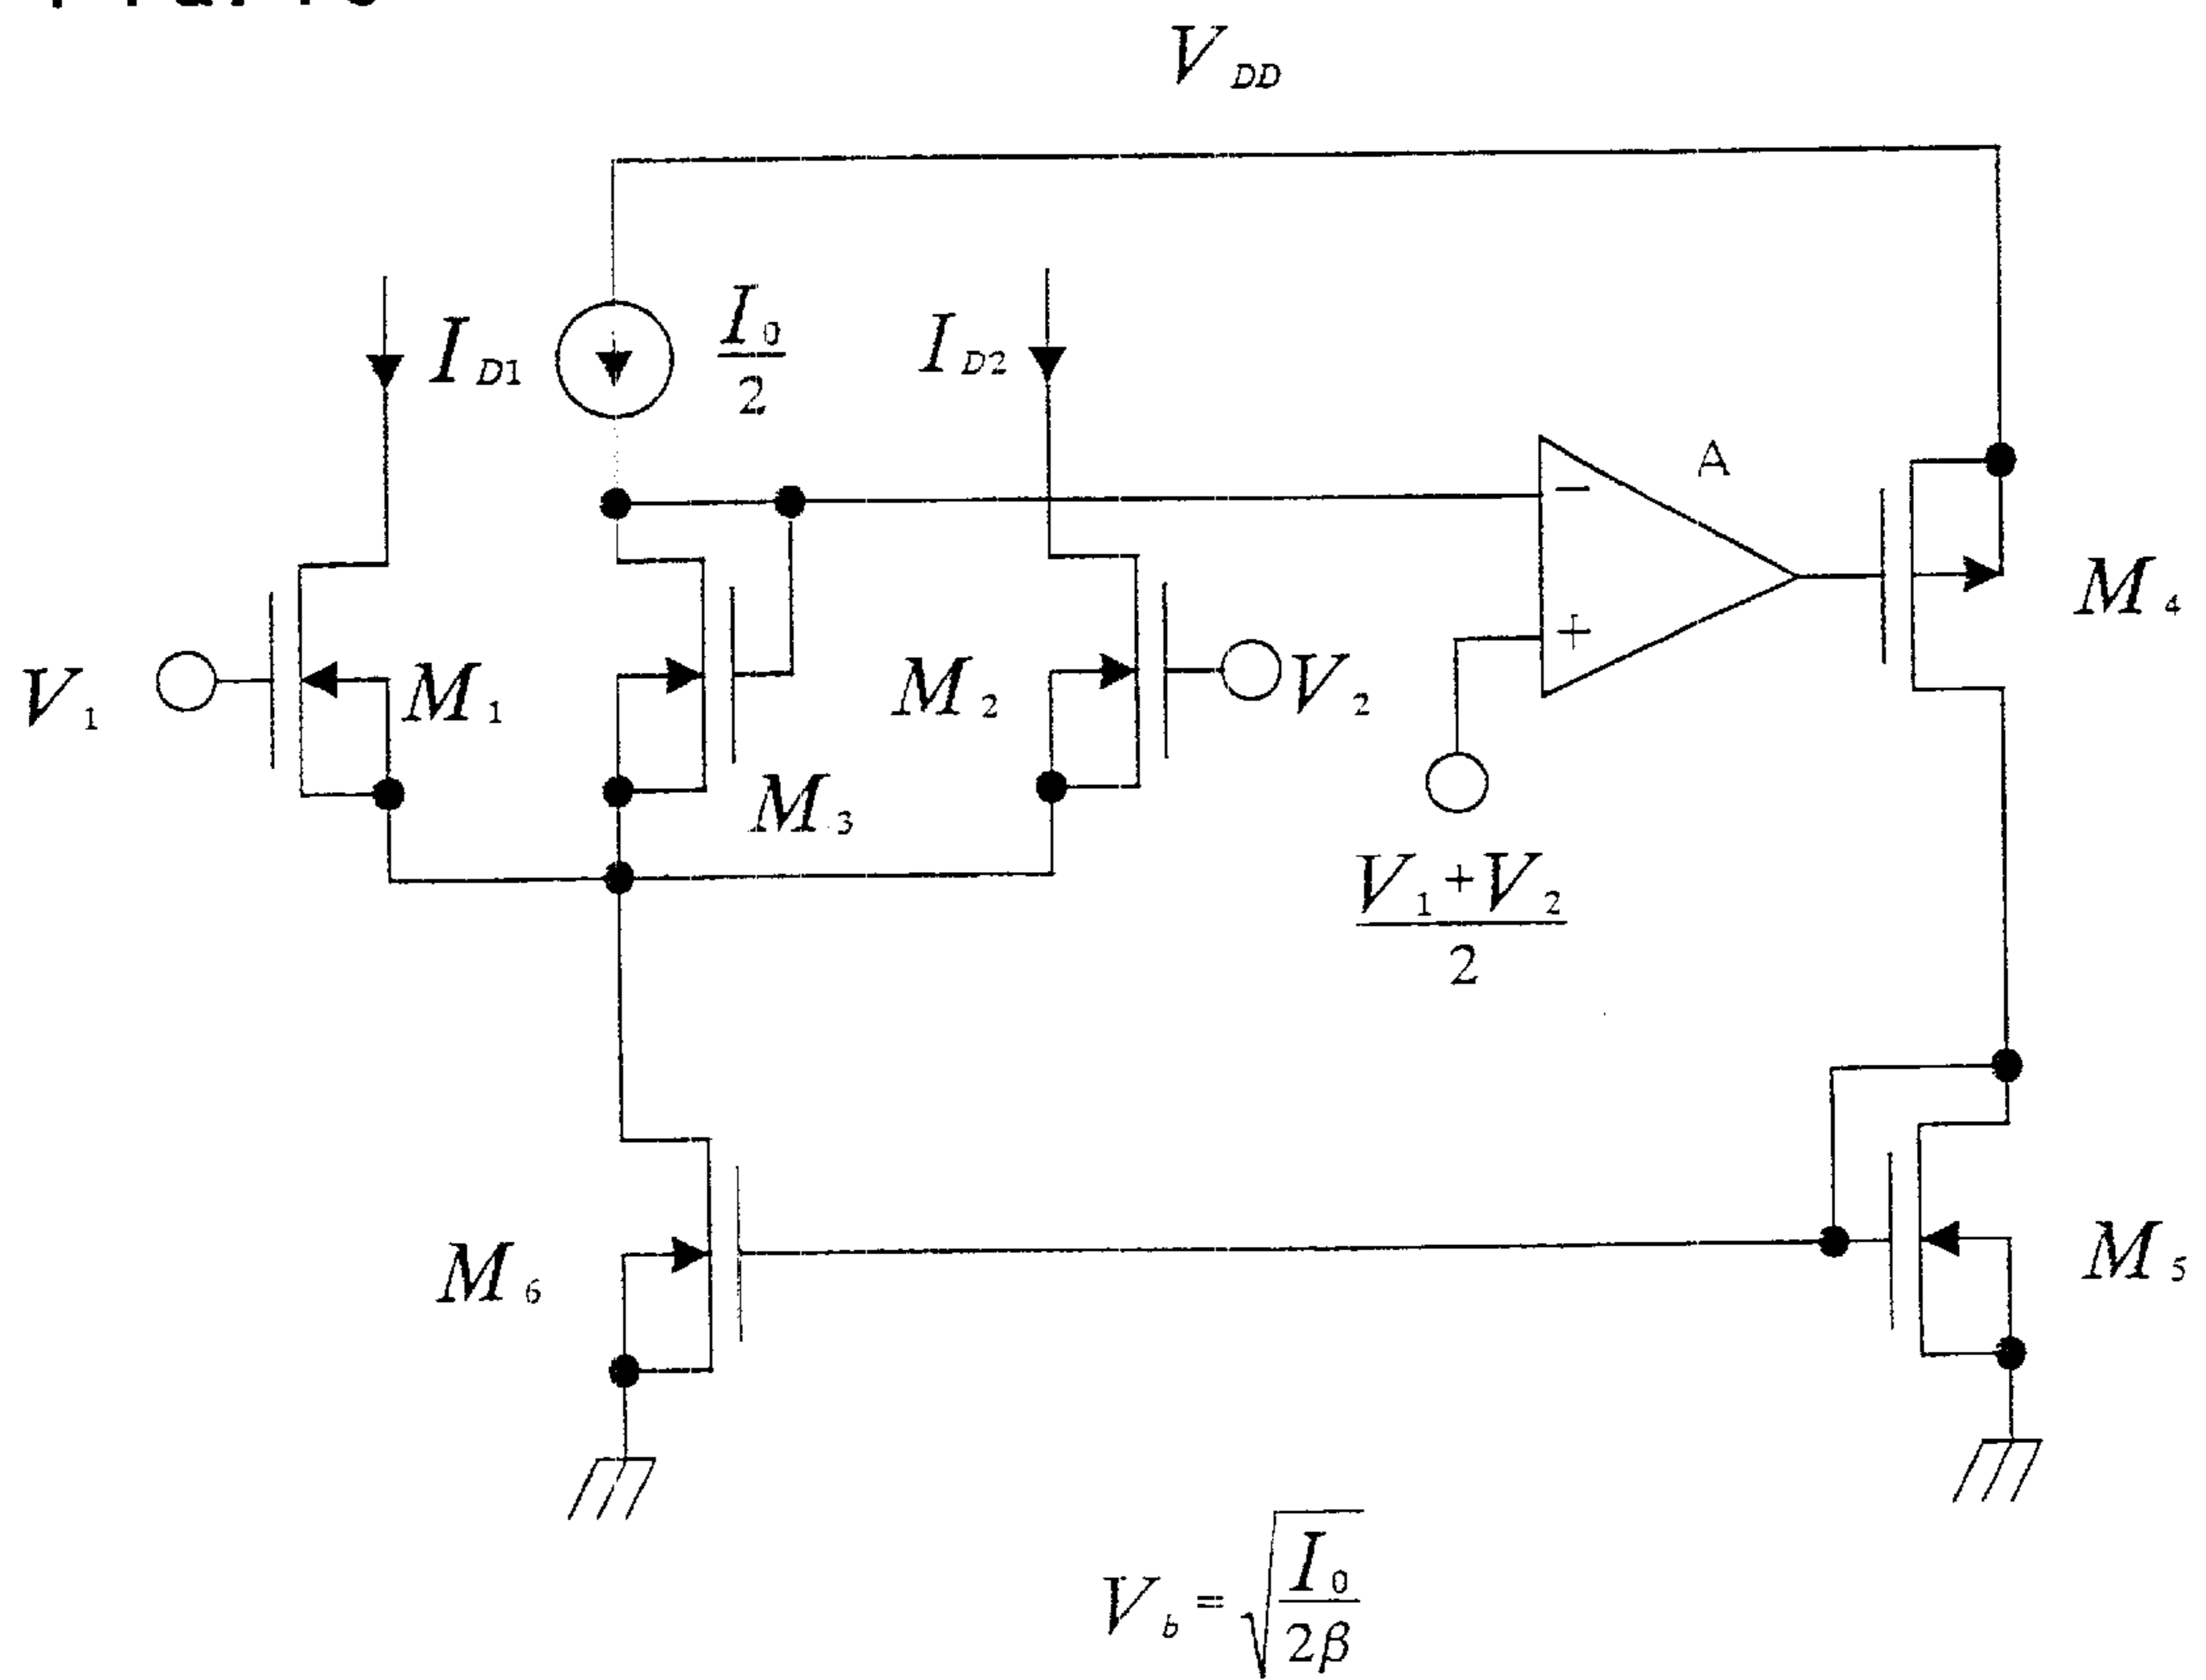 V_DD
I_D1
I_0/2
I_D2
A
−
+
M_4
V_1
M_1
M_2
V_2
M_3
(V_1+V_2)/2
M_6
M_5
V_b=√(I_0/2β)